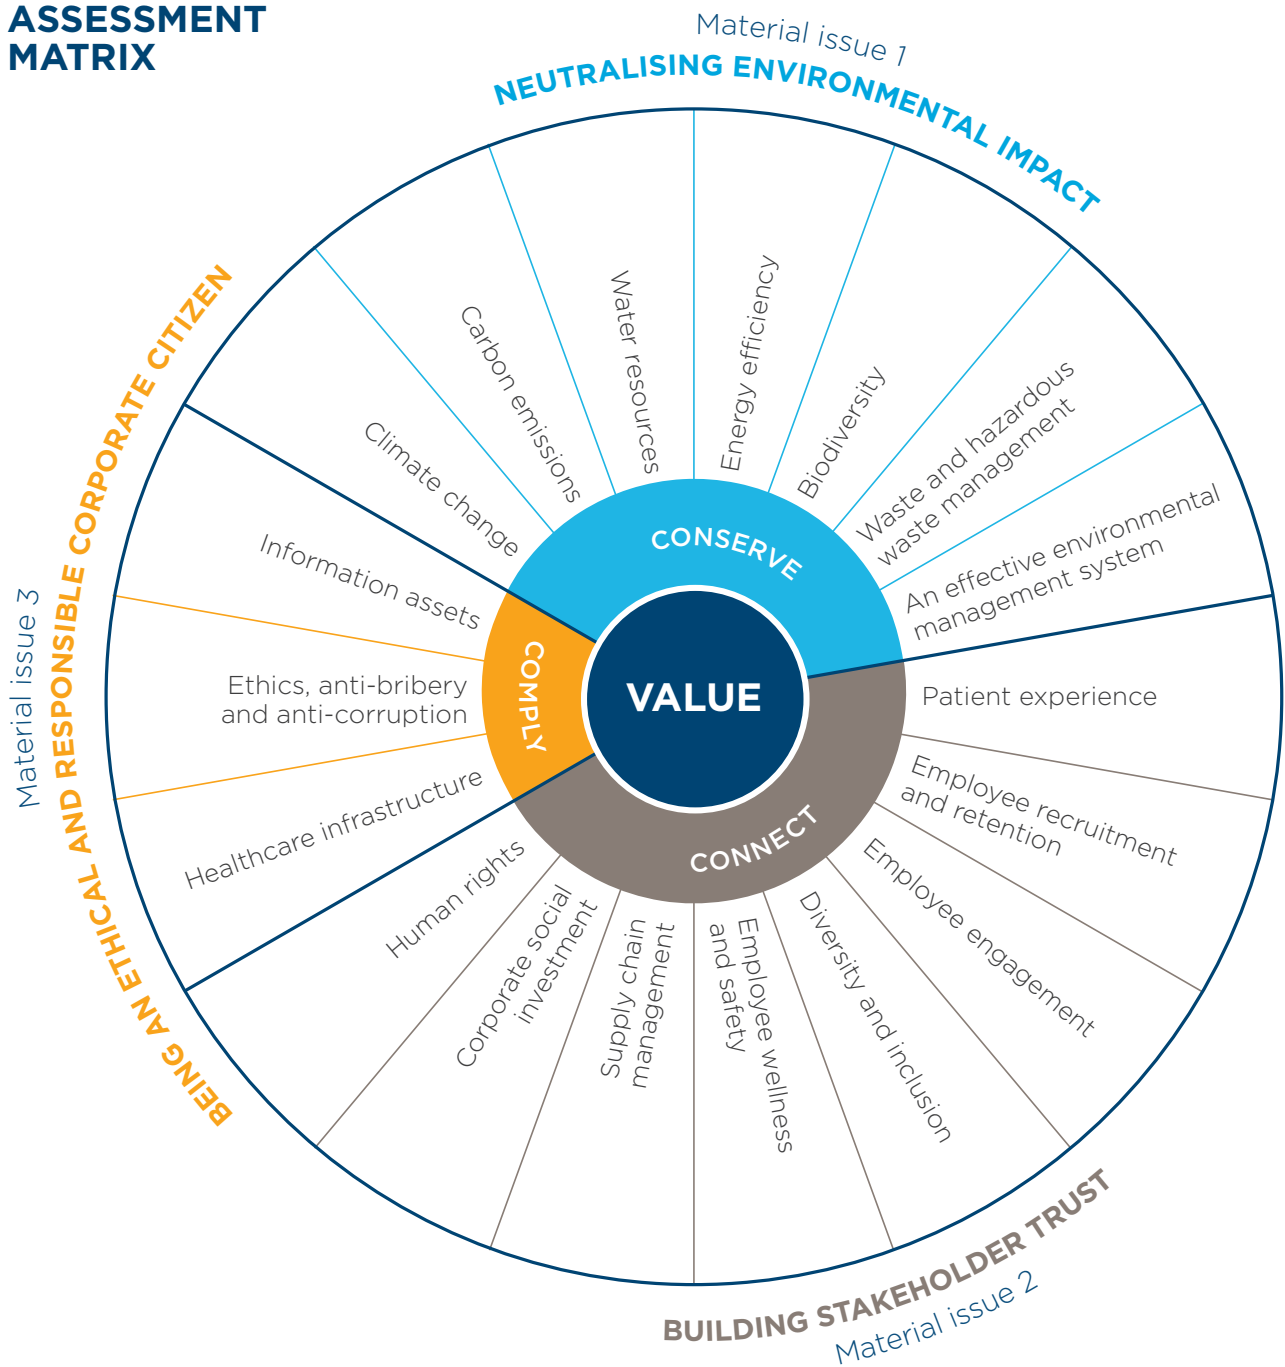 ASSESSMENT
MATRIX
Material issue 1
NEUTRALISING ENVIRONMENTAL IMPACT
Climate change
Carbon emissions
Water resources
Energy efficiency
Biodiversity
Waste and hazardous
waste management
An effective environmental
management system
CONSERVE
VALUE
COMPLY
CONNECT
Patient experience
Employee recruitment
and retention
Employee engagement
Diversity and inclusion
Employee wellness
and safety
Supply chain
management
Corporate social
investment
Human rights
BUILDING STAKEHOLDER TRUST
Material issue 2
Healthcare infrastructure
Ethics, anti-bribery
and anti-corruption
Information assets
BEING AN ETHICAL AND RESPONSIBLE CORPORATE CITIZEN
Material issue 3